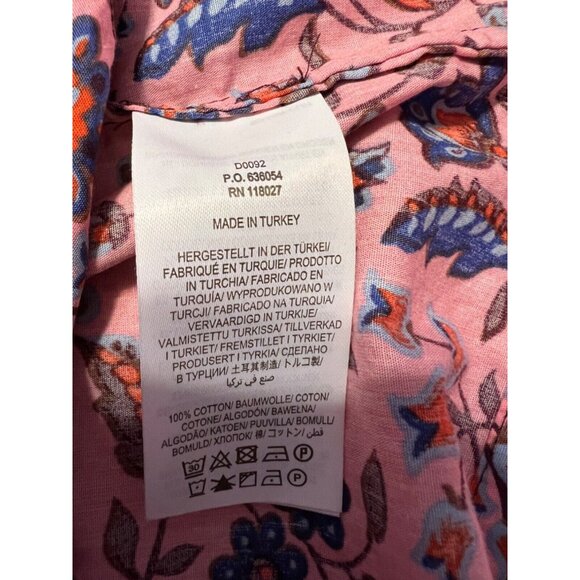 D0092
P.O. 636054
RN 118027
MADE IN TURKEY
HERGESTELLT IN DER TÜRKEI/
FABRIQUÉ EN TURQUIE/ PRODOTTO
IN TURCHIA/ FABRICADO EN
TURQUÍA/ WYPRODUKOWANO W
TURCJI/ FABRICADO NA TURQUIA/
VERVAARDIGD IN TURKIJE/
VALMISTETTU TURKISSA/ TILLVERKAD
I TURKIET/ FREMSTILLET I TYRKIET/
PRODUSERT I TYRKIA/ СДЕЛАНО
В ТУРЦИИ/ 土耳其制造/ トルコ製/
صنع في تركيا
100% COTTON/ BAUMWOLLE/ COTON/
COTONE/ ALGODÓN/ BAWEŁNA/
ALGODÃO/ KATOEN/ PUUVILLA/ BOMULL/
BOMULD/ ХЛОПОК/ 棉/ コットン/ قطن
30 P
P